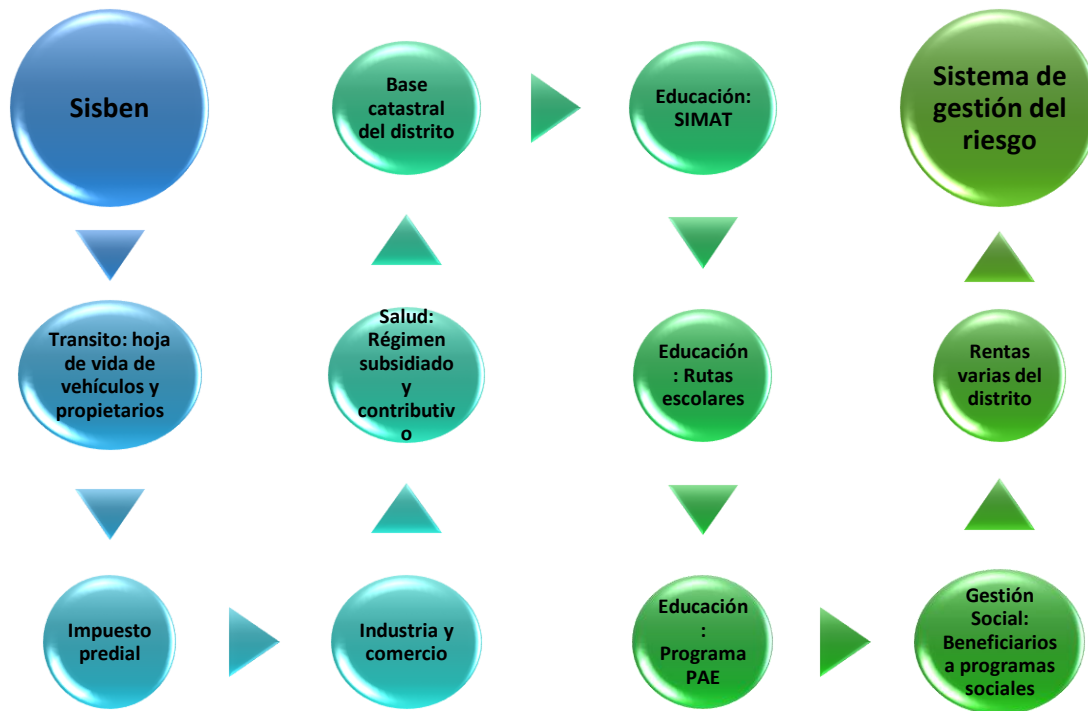 Sisben
Transito: hoja
de vida de
vehículos y
propietarios
Impuesto
predial
Industria y
comercio
Salud:
Régimen
subsidiado
y
contributiv
o
Base
catastral
del distrito
Educación:
SIMAT
Educación
: Rutas
escolares
Educación
:
Programa
PAE
Gestión
Social:
Beneficiarios
a programas
sociales
Rentas
varias del
distrito
Sistema de
gestión del
riesgo